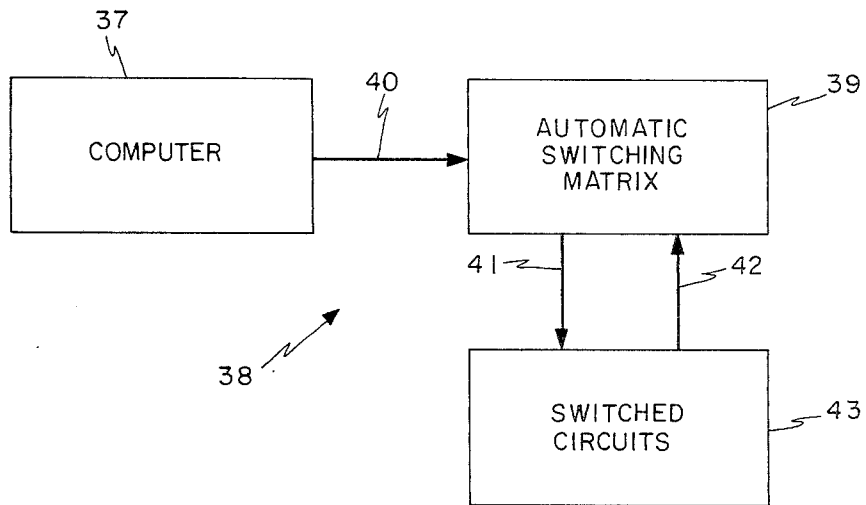 37
COMPUTER
40
39
AUTOMATIC
SWITCHING
MATRIX
41
42
38
SWITCHED
CIRCUITS
43